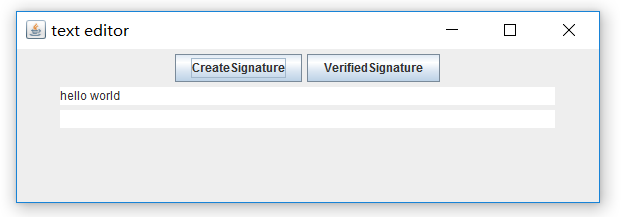 text editor
CreateSignature VerifiedSignature
hello world